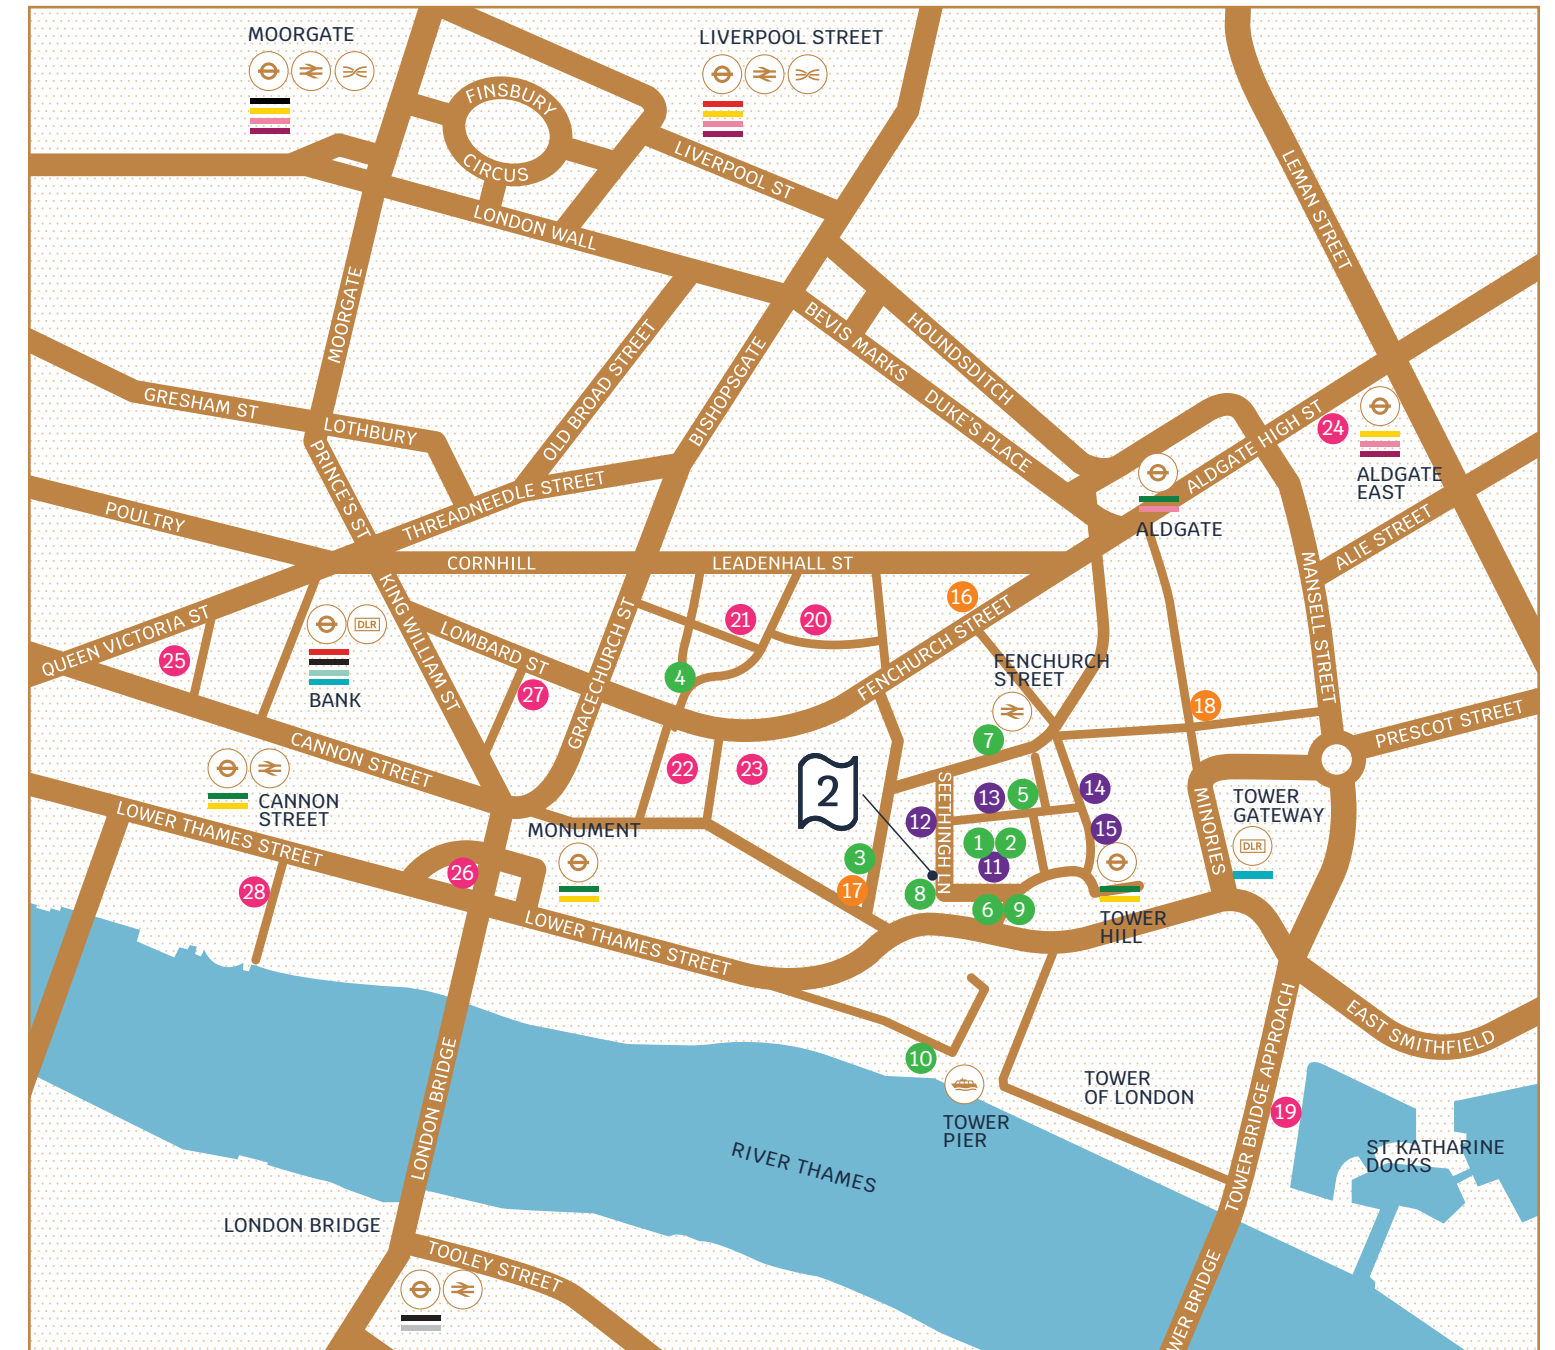 MOORGATE
LIVERPOOL STREET
FINSBURY
CIRCUS
LIVERPOOL ST
LONDON WALL
LEMAN STREET
MOORGATE
OLD BROAD STREET
BISHOPSGATE
BEVIS MARKS
HOUNDSDITCH
DUKE'S PLACE
GRESHAM ST
LOTHBURY
PRINCE'S ST
THREADNEEDLE STREET
POULTRY
ALDGATE HIGH ST
24
ALDGATE
EAST
ALDGATE
ALIE STREET
CORNHILL
LEADENHALL ST
MANSELL STREET
KING WILLIAM ST
QUEEN VICTORIA ST
25
DLR
BANK
LOMBARD ST
27
GRACECHURCH ST
21
20
16
4
FENCHURCH STREET
FENCHURCH
STREET
18
PRESCOT STREET
7
CANNON STREET
22
23
2
SEETHING LN
13
5
14
12
15
1
2
11
3
17
8
6
9
MINORIES
TOWER
GATEWAY
DLR
TOWER
HILL
CANNON
STREET
LOWER THAMES STREET
MONUMENT
26
28
LOWER THAMES STREET
10
TOWER
PIER
TOWER
OF LONDON
EAST SMITHFIELD
TOWER BRIDGE APPROACH
19
ST KATHARINE
DOCKS
LONDON BRIDGE
RIVER THAMES
LONDON BRIDGE
TOOLEY STREET
WER BRIDGE